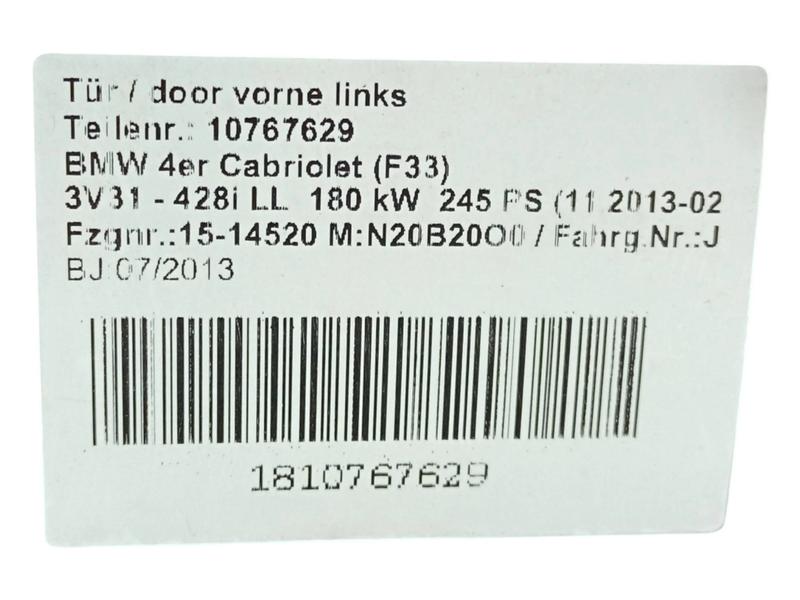 Tür / door vorne links
Teilenr.: 10767629
BMW 4er Cabriolet (F33)
3V31 - 428i LL 180 kW 245 PS (11.2013-02
Fzgnr.:15-14520 M:N20B20O0 / Fahrg.Nr.:J
BJ:07/2013
1810767629